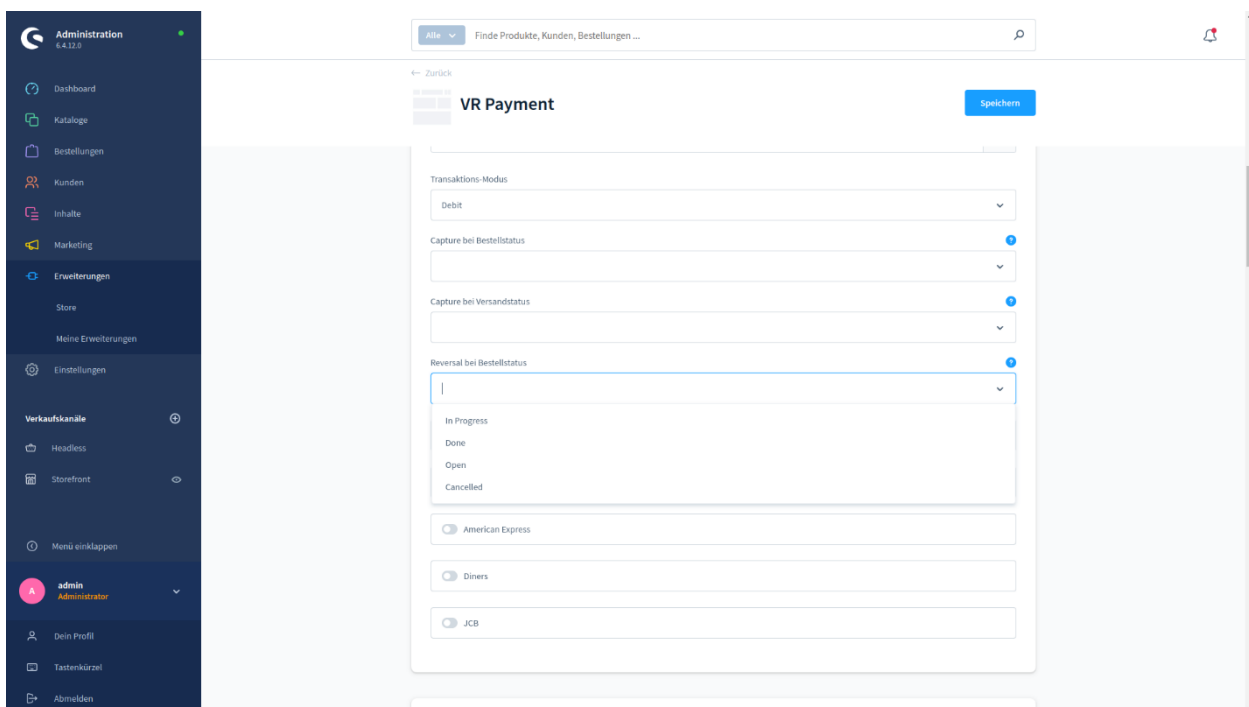 Administration
6.4.12.0
Dashboard
Kataloge
Bestellungen
Kunden
Inhalte
Marketing
Erweiterungen
Store
Meine Erweiterungen
Einstellungen
Verkaufskanäle
Headless
Storefront
Menü einklappen
A
admin
Administrator
Dein Profil
Tastenkürzel
Abmelden
Alle
Finde Produkte, Kunden, Bestellungen ...
← Zurück
VR Payment
Speichern
Transaktions-Modus
Debit
Capture bei Bestellstatus
?
Capture bei Versandstatus
?
Reversal bei Bestellstatus
?
In Progress
Done
Open
Cancelled
American Express
Diners
JCB